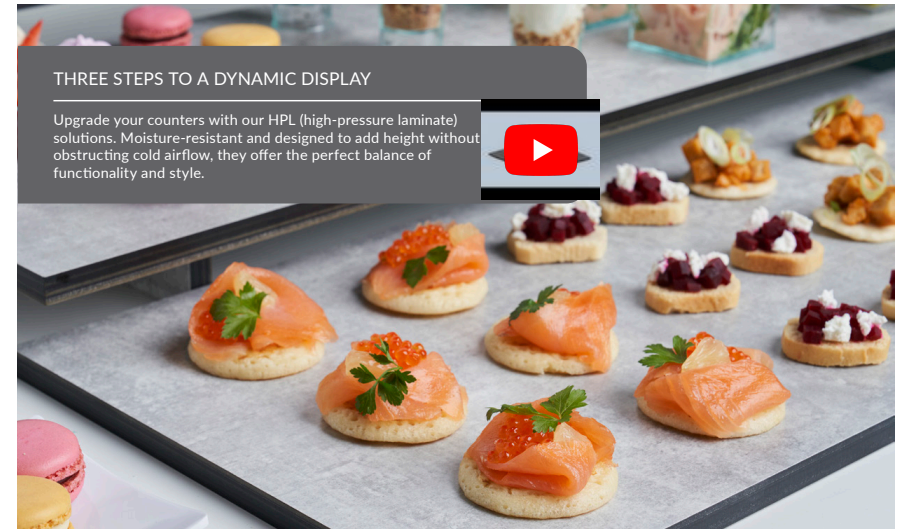 THREE STEPS TO A DYNAMIC DISPLAY
Upgrade your counters with our HPL (high-pressure laminate)
solutions. Moisture-resistant and designed to add height without
obstructing cold airflow, they offer the perfect balance of
functionality and style.